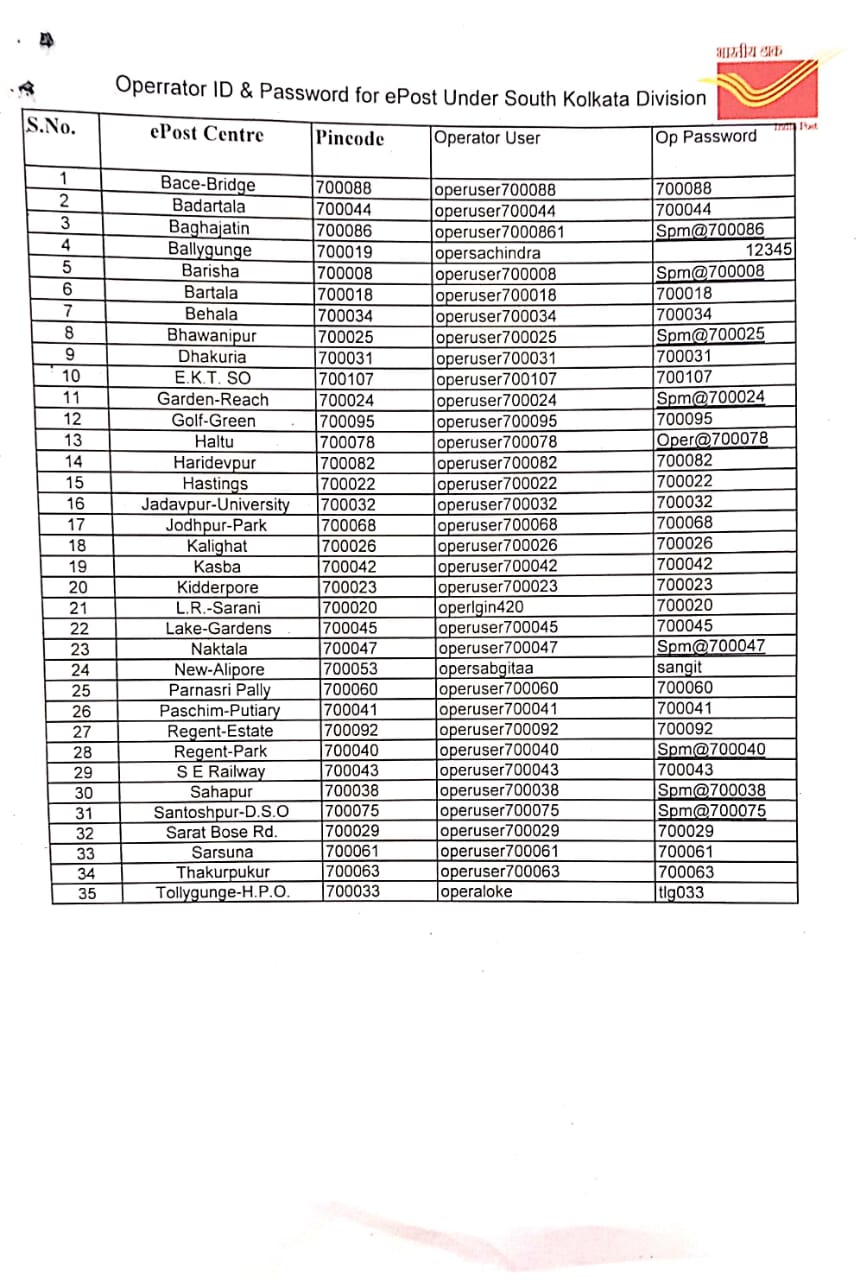 भारतीय डाक
Operrator ID & Password for ePost Under South Kolkata Division
India Post
S.No. ePost Centre Pincode Operator User Op Password
1 Bace-Bridge 700088 operuser700088 700088
2 Badartala 700044 operuser700044 700044
3 Baghajatin 700086 operuser7000861 Spm@700086
4 Ballygunge 700019 opersachindra 12345
5 Barisha 700008 operuser700008 Spm@700008
6 Bartala 700018 operuser700018 700018
7 Behala 700034 operuser700034 700034
8 Bhawanipur 700025 operuser700025 Spm@700025
9 Dhakuria 700031 operuser700031 700031
10 E.K.T. SO 700107 operuser700107 700107
11 Garden-Reach 700024 operuser700024 Spm@700024
12 Golf-Green 700095 operuser700095 700095
13 Haltu 700078 operuser700078 Oper@700078
14 Haridevpur 700082 operuser700082 700082
15 Hastings 700022 operuser700022 700022
16 Jadavpur-University 700032 operuser700032 700032
17 Jodhpur-Park 700068 operuser700068 700068
18 Kalighat 700026 operuser700026 700026
19 Kasba 700042 operuser700042 700042
20 Kidderpore 700023 operuser700023 700023
21 L.R.-Sarani 700020 operlgin420 700020
22 Lake-Gardens 700045 operuser700045 700045
23 Naktala 700047 operuser700047 Spm@700047
24 New-Alipore 700053 opersabgitaa sangit
25 Parnasri Pally 700060 operuser700060 700060
26 Paschim-Putiary 700041 operuser700041 700041
27 Regent-Estate 700092 operuser700092 700092
28 Regent-Park 700040 operuser700040 Spm@700040
29 S E Railway 700043 operuser700043 700043
30 Sahapur 700038 operuser700038 Spm@700038
31 Santoshpur-D.S.O 700075 operuser700075 Spm@700075
32 Sarat Bose Rd. 700029 operuser700029 700029
33 Sarsuna 700061 operuser700061 700061
34 Thakurpukur 700063 operuser700063 700063
35 Tollygunge-H.P.O. 700033 operaloke tlg033